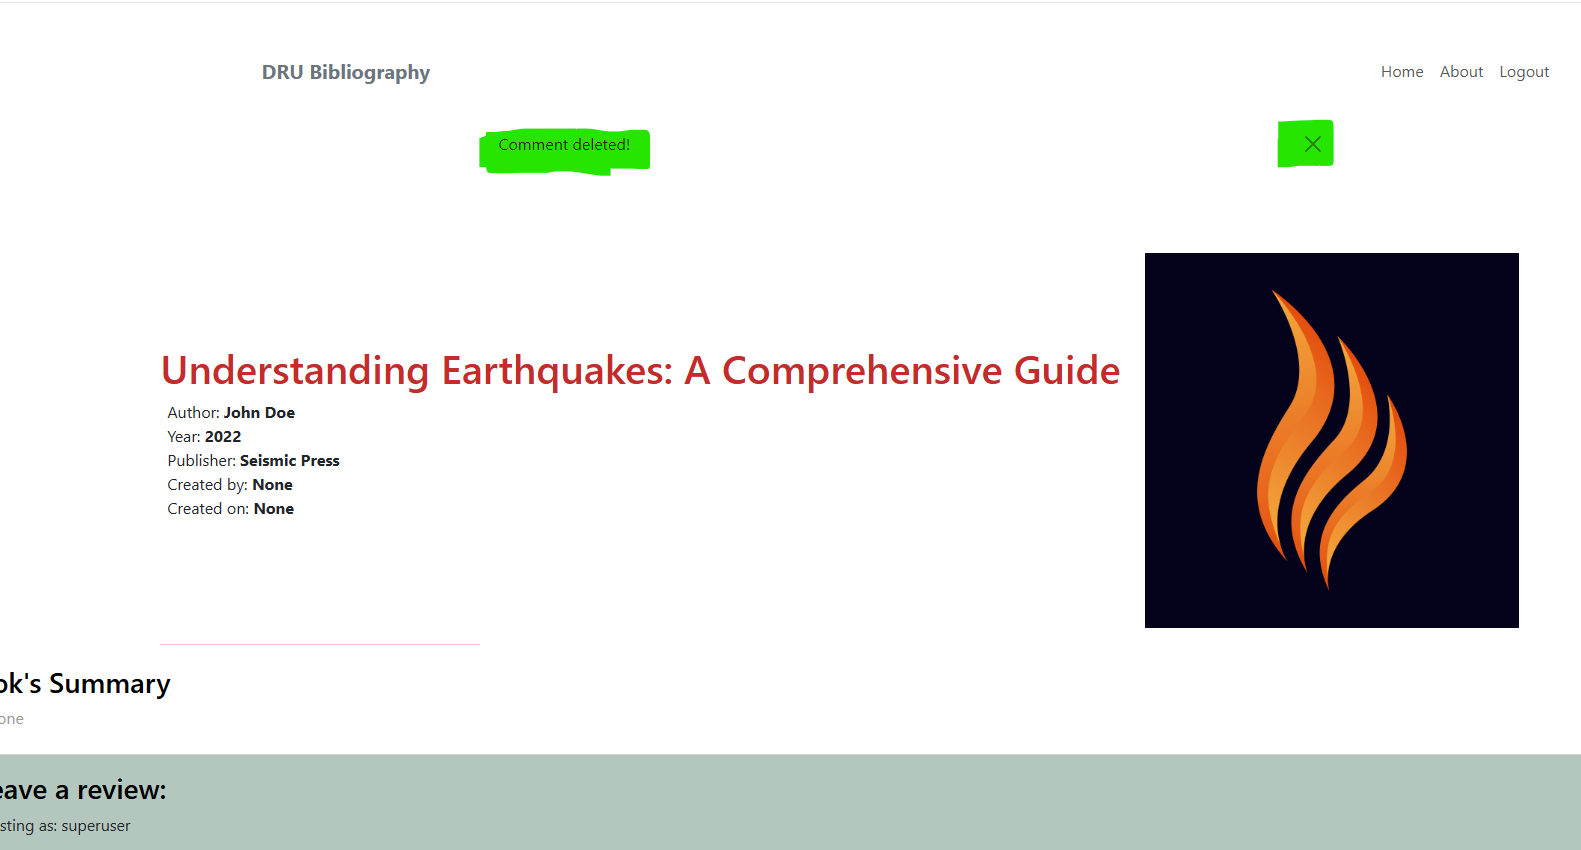 DRU Bibliography
Home About Logout
Comment deleted!
Understanding Earthquakes: A Comprehensive Guide
Author: John Doe
Year: 2022
Publisher: Seismic Press
Created by: None
Created on: None
ok's Summary
one
eave a review:
sting as: superuser